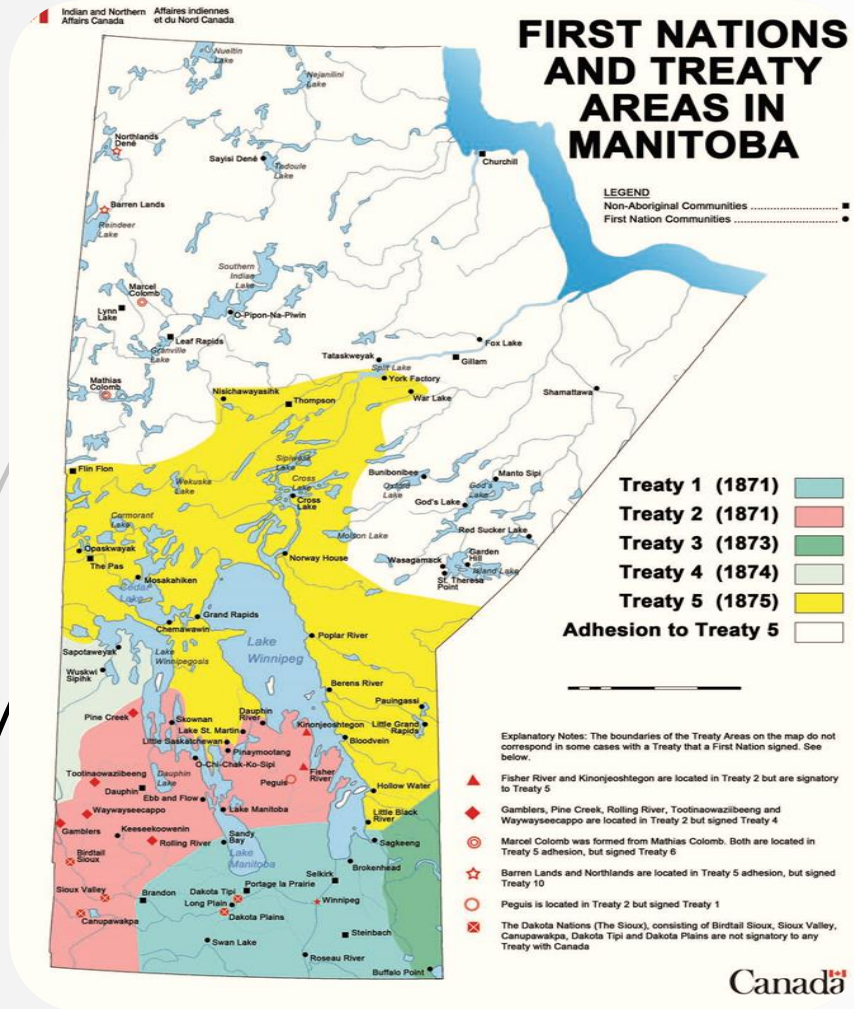 Indian and Northern Affairs Canada
Affaires indiennes et du Nord Canada
FIRST NATIONS
AND TREATY
AREAS IN
MANITOBA
LEGEND
Non-Aboriginal Communities
First Nation Communities
Nueltin Lake
Nejanilini Lake
Northlands Dené
Sayisi Dené
Tadoule Lake
Churchill
Barren Lands
Reindeer Lake
Southern Indian Lake
Marcel Colomb
Lynn Lake
O-Pipon-Na-Piwin
Leaf Rapids
Granville Lake
Fox Lake
Tataskweyak
Gillam
Split Lake
Mathias Colomb
York Factory
Nisichawayasihk
Thompson
War Lake
Shamattawa
Flin Flon
Sipiwesk Lake
Wekusko Lake
Cross Lake
Cross Lake
Bunibonibee
Oxford Lake
Manto Sipi
God's Lake
God's Lake
Cormorant Lake
Molson Lake
Red Sucker Lake
Opaskwayak
The Pas
Norway House
Wasagamack
Garden Hill
Island Lake
St. Theresa Point
Mosakahiken
Cedar Lake
Grand Rapids
Chemawawin
Poplar River
Lake Winnipeg
Sapotaweyak
Lake Winnipegosis
Wuskwi Sipihk
Berens River
Pauingassi
Pine Creek
Skownan
Dauphin River
Kinonjeoshtegon
Little Grand Rapids
Lake St. Martin
Bloodvein
Little Saskatchewan
Pinaymootang
O-Chi-Chak-Ko-Sipi
Fisher River
Peguis
Tootinaowaziibeeng
Dauphin Lake
Dauphin
Ebb and Flow
Hollow Water
Waywayseecappo
Lake Manitoba
Little Black River
Gamblers
Keeseekoowenin
Rolling River
Sandy Bay
Sagkeeng
Birdtail Sioux
Lake Manitoba
Brokenhead
Selkirk
Sioux Valley
Brandon
Dakota Tipi
Portage la Prairie
Long Plain
Winnipeg
Canupawakpa
Dakota Plains
Swan Lake
Steinbach
Roseau River
Buffalo Point
Treaty 1 (1871)
Treaty 2 (1871)
Treaty 3 (1873)
Treaty 4 (1874)
Treaty 5 (1875)
Adhesion to Treaty 5
Explanatory Notes: The boundaries of the Treaty Areas on the map do not
correspond in some cases with a Treaty that a First Nation signed. See
below.
Fisher River and Kinonjeoshtegon are located in Treaty 2 but are signatory
to Treaty 5
Gamblers, Pine Creek, Rolling River, Tootinaowaziibeeng and
Waywayseecappo are located in Treaty 2 but signed Treaty 4
Marcel Colomb was formed from Mathias Colomb. Both are located in
Treaty 5 adhesion, but signed Treaty 6
Barren Lands and Northlands are located in Treaty 5 adhesion, but signed
Treaty 10
Peguis is located in Treaty 2 but signed Treaty 1
The Dakota Nations (The Sioux), consisting of Birdtail Sioux, Sioux Valley,
Canupawakpa, Dakota Tipi and Dakota Plains are not signatory to any
Treaty with Canada
Canada